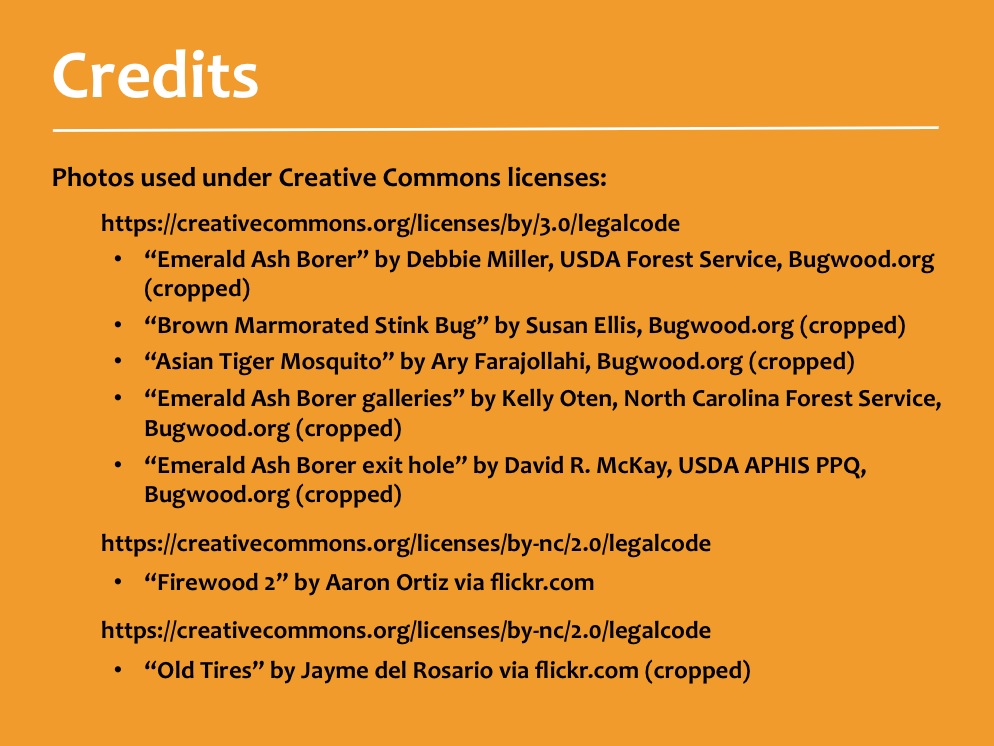 Credits
Photos used under Creative Commons licenses:
https://creativecommons.org/licenses/by/3.0/legalcode
• “Emerald Ash Borer” by Debbie Miller, USDA Forest Service, Bugwood.org
(cropped)
• “Brown Marmorated Stink Bug” by Susan Ellis, Bugwood.org (cropped)
• “Asian Tiger Mosquito” by Ary Farajollahi, Bugwood.org (cropped)
• “Emerald Ash Borer galleries” by Kelly Oten, North Carolina Forest Service,
Bugwood.org (cropped)
• “Emerald Ash Borer exit hole” by David R. McKay, USDA APHIS PPQ,
Bugwood.org (cropped)
https://creativecommons.org/licenses/by-nc/2.0/legalcode
• “Firewood 2” by Aaron Ortiz via flickr.com
https://creativecommons.org/licenses/by-nc/2.0/legalcode
• “Old Tires” by Jayme del Rosario via flickr.com (cropped)